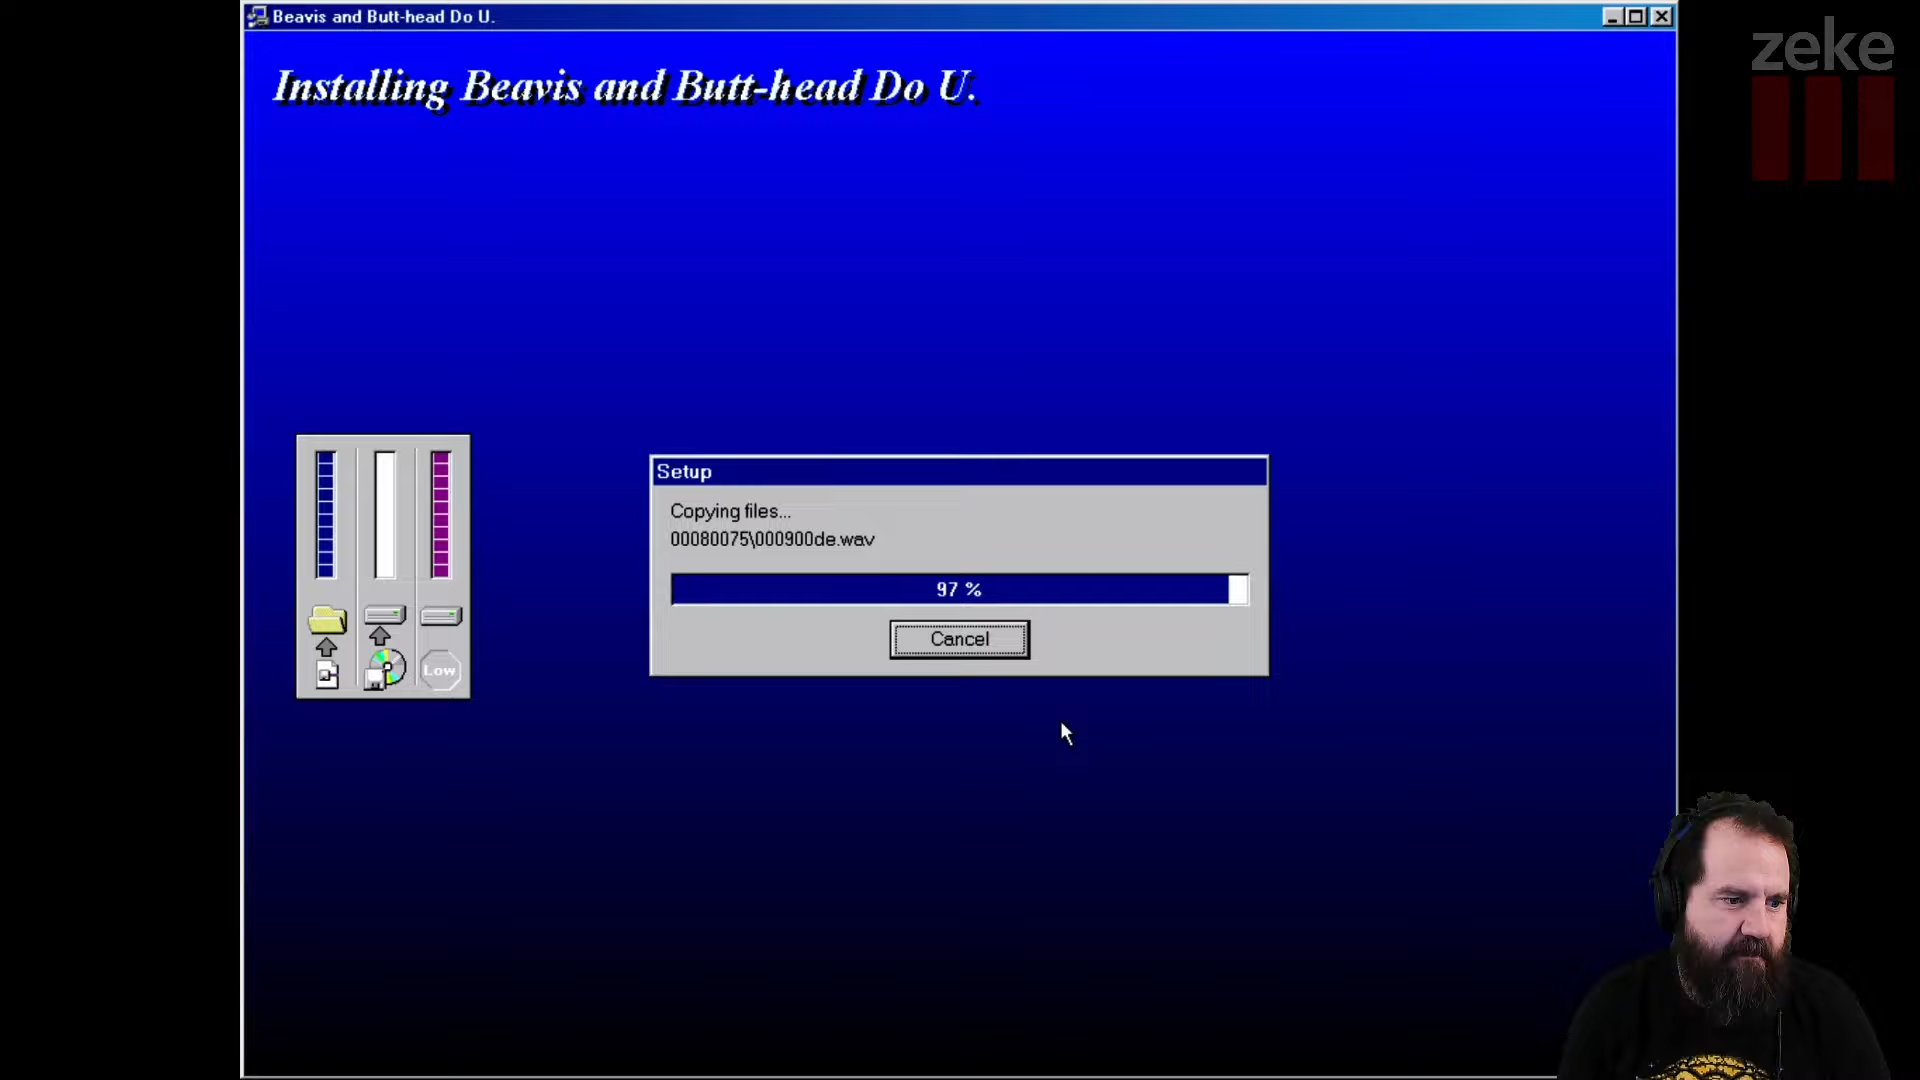 Beavis and Butt-head Do U.
zeke
Installing Beavis and Butt-head Do U.
Setup
Copying files...
00080075\000900de.wav
97 %
Cancel
Low